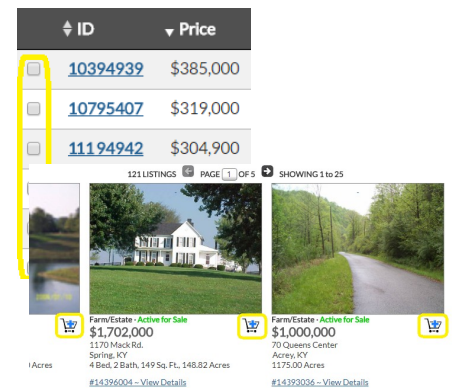 ID Price
10394939 $385,000
10795407 $319,000
11194942 $304,900
121 LISTINGS PAGE 1 OF 5 SHOWING 1 to 25
Farm/Estate · Active for Sale
$1,702,000
1170 Mack Rd.
Spring, KY
4 Bed, 2 Bath, 149 Sq. Ft., 148.82 Acres
#14396004 ~ View Details
Farm/Estate · Active for Sale
$1,000,000
70 Queens Center
Acrey, KY
1175.00 Acres
#14393036 ~ View Details
Acres